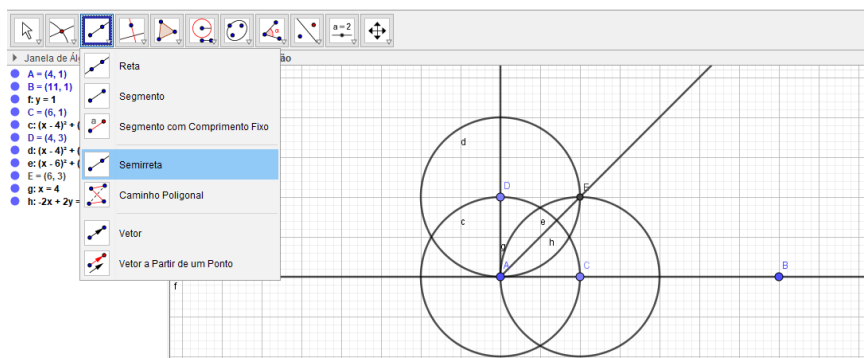 a = 2
Janela de Ál
ão
A = (4, 1)
B = (11, 1)
f: y = 1
C = (6, 1)
c: (x - 4)² + (
D = (4, 3)
d: (x - 4)² + (
e: (x - 6)² + (
E = (6, 3)
g: x = 4
h: -2x + 2y =
Reta
Segmento
a
Segmento com Comprimento Fixo
Semirreta
Caminho Poligonal
Vetor
Vetor a Partir de um Ponto
d
D
E
c
e
g
h
A
C
B
f